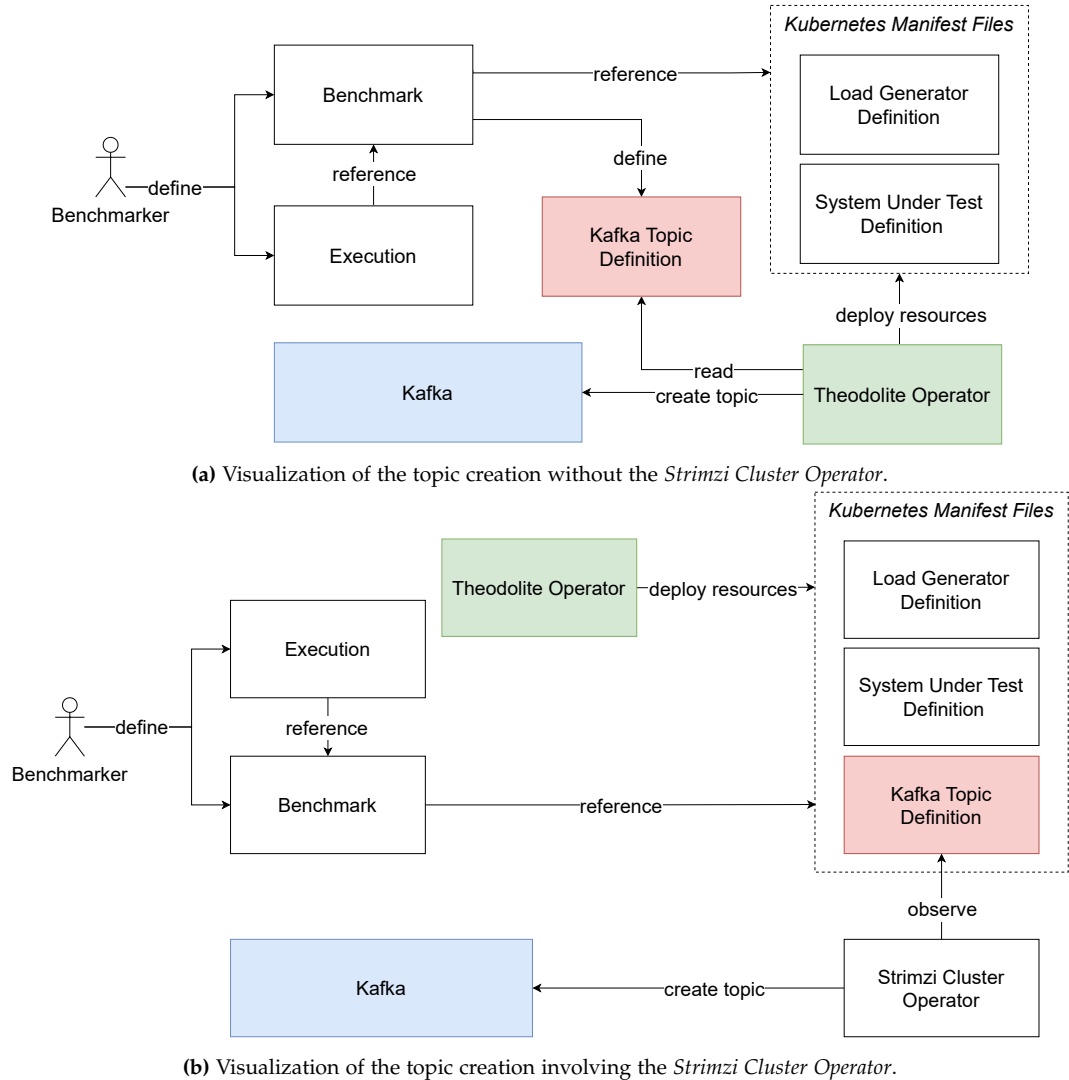 Kubernetes Manifest Files
Benchmark
reference
Load Generator
Definition
define
reference
define
Benchmarker
System Under Test
Definition
Kafka Topic
Definition
Execution
deploy resources
read
create topic
Kafka
Theodolite Operator
(a) Visualization of the topic creation without the Strimzi Cluster Operator.
Kubernetes Manifest Files
Theodolite Operator
deploy resources
Load Generator
Definition
Execution
System Under Test
Definition
define
reference
Benchmarker
Benchmark
reference
Kafka Topic
Definition
observe
Kafka
create topic
Strimzi Cluster
Operator
(b) Visualization of the topic creation involving the Strimzi Cluster Operator.